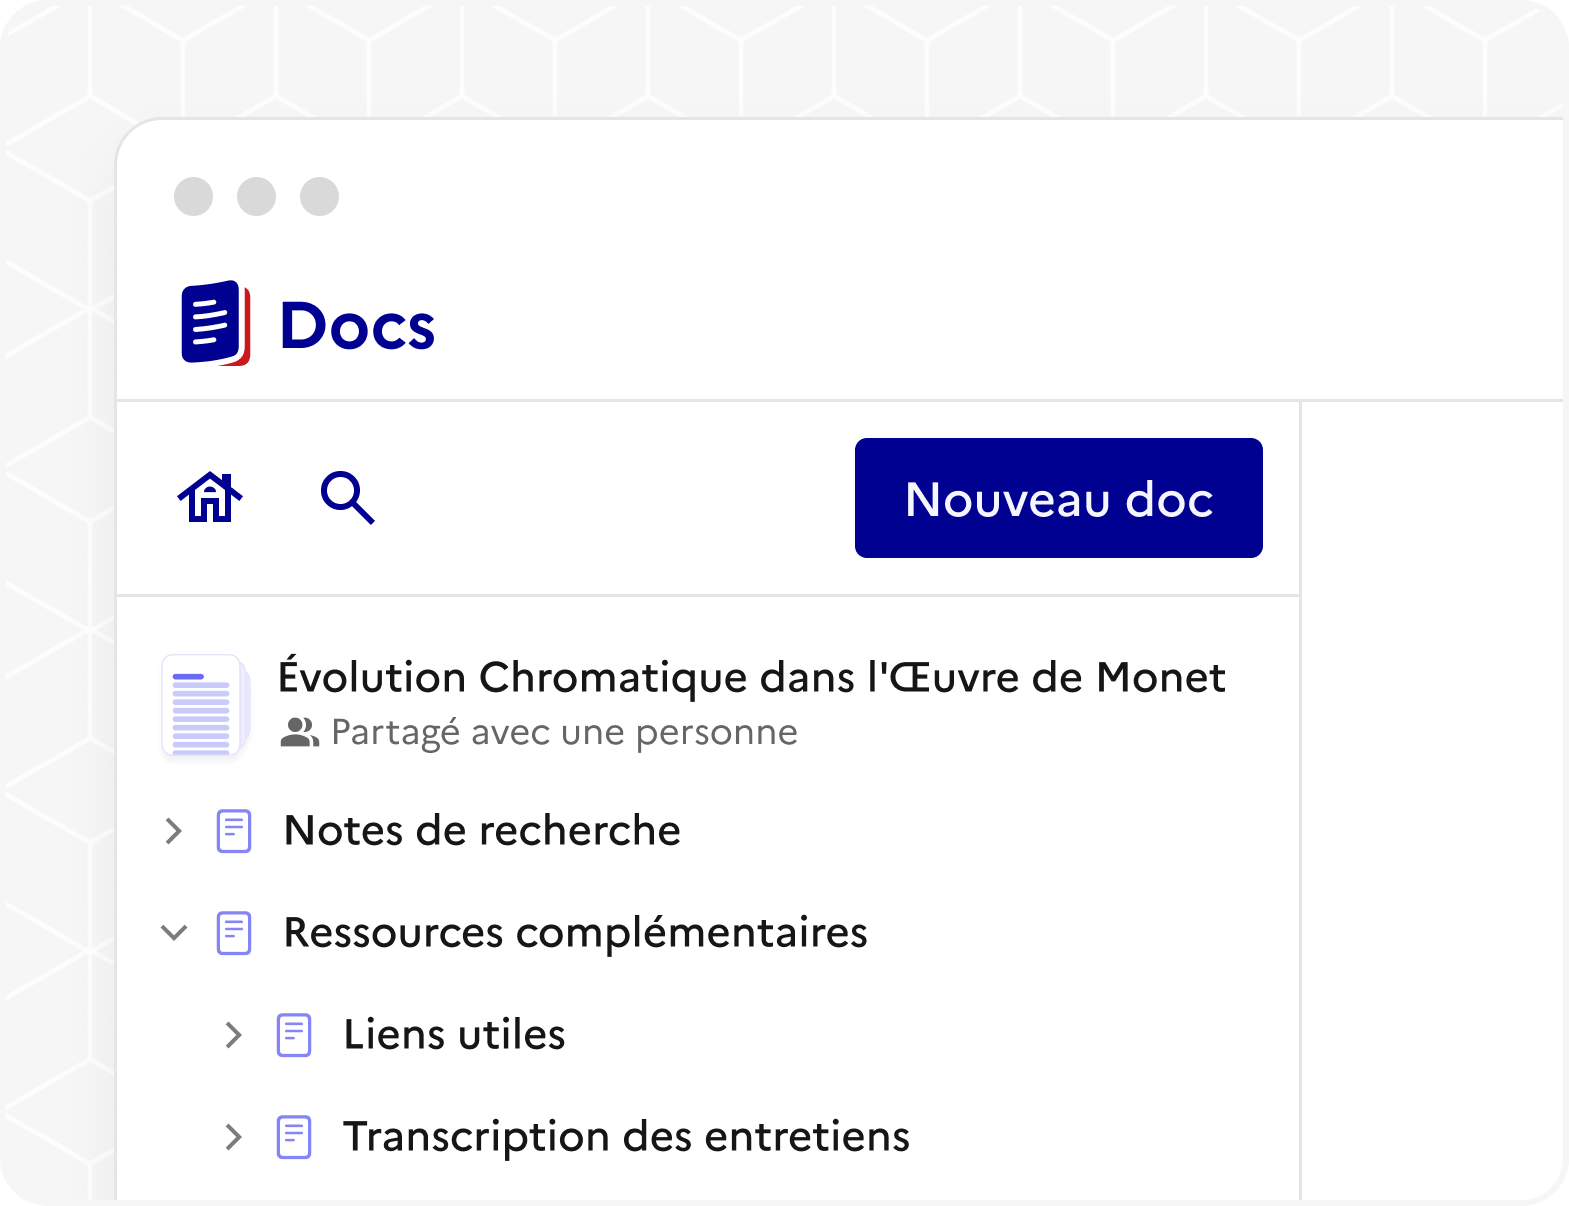 Docs
Nouveau doc
Évolution Chromatique dans l'Œuvre de Monet
Partagé avec une personne
Notes de recherche
Ressources complémentaires
Liens utiles
Transcription des entretiens